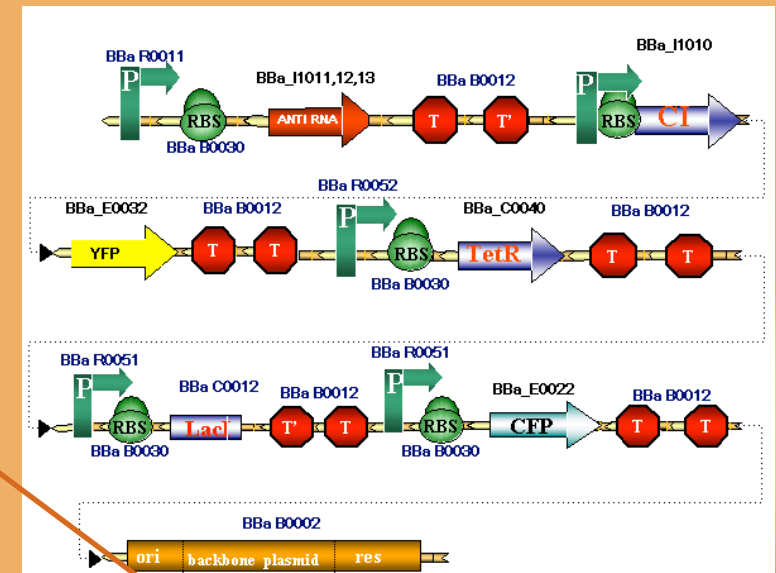 BBa R0011
P
RBS
BBa B0030
BBa_I1011,12,13
ANTI RNA
BBa B0012
T T'
BBa_I1010
P
RBS CI
BBa_E0032
YFP
BBa B0012
T T
BBa R0052
P
RBS
BBa B0030
BBa_C0040
TetR
BBa B0012
T T
BBa R0051
P
RBS
BBa B0030
BBa C0012
LacI
BBa B0012
T' T
BBa R0051
P
RBS
BBa B0030
BBa_E0022
CFP
BBa B0012
T T
BBa B0002
ori backbone plasmid res